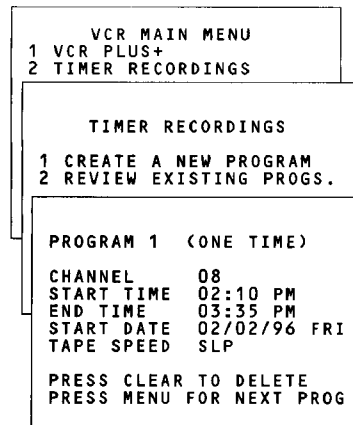 VCR MAIN MENU
1 VCR PLUS+
2 TIMER RECORDINGS
TIMER RECORDINGS
1 CREATE A NEW PROGRAM
2 REVIEW EXISTING PROGS.
PROGRAM 1 (ONE TIME)
CHANNEL 08
START TIME 02:10 PM
END TIME 03:35 PM
START DATE 02/02/96 FRI
TAPE SPEED SLP
PRESS CLEAR TO DELETE
PRESS MENU FOR NEXT PROG